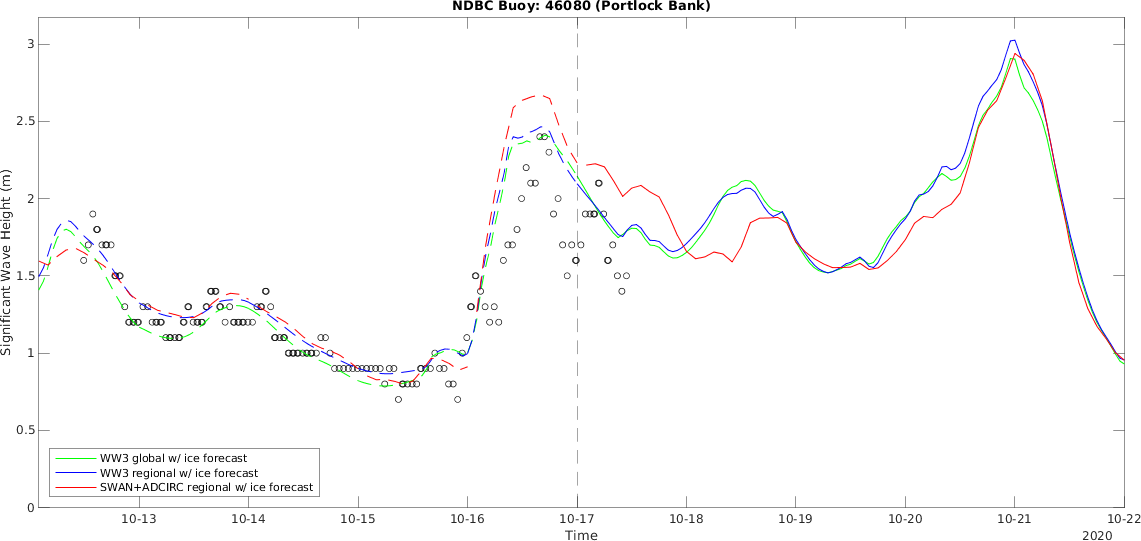 NDBC Buoy: 46080 (Portlock Bank)
3
2.5
2
1.5
1
0.5
0
Significant Wave Height (m)
WW3 global w/ ice forecast
WW3 regional w/ ice forecast
SWAN+ADCIRC regional w/ ice forecast
10-13 10-14 10-15 10-16 10-17 10-18 10-19 10-20 10-21 10-22
Time
2020